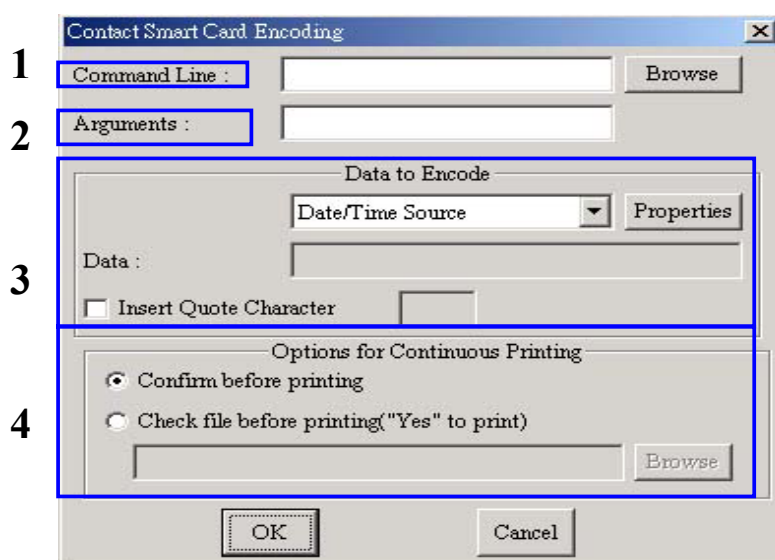 Contact Smart Card Encoding
1 Command Line : Browse
2 Arguments :
Data to Encode
Date/Time Source Properties
3 Data :
Insert Quote Character
Options for Continuous Printing
Confirm before printing
4 Check file before printing("Yes" to print)
Browse
OK Cancel